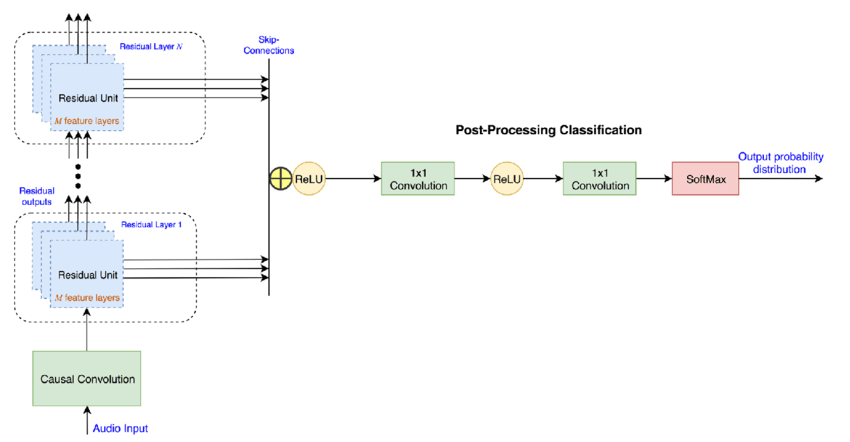 Residual Layer N
Skip-
Connections
Residual Unit
M feature layers
Post-Processing Classification
ReLU
1x1
Convolution
ReLU
1x1
Convolution
SoftMax
Output probability
distribution
Residual
outputs
Residual Layer 1
Residual Unit
M feature layers
Causal Convolution
Audio Input